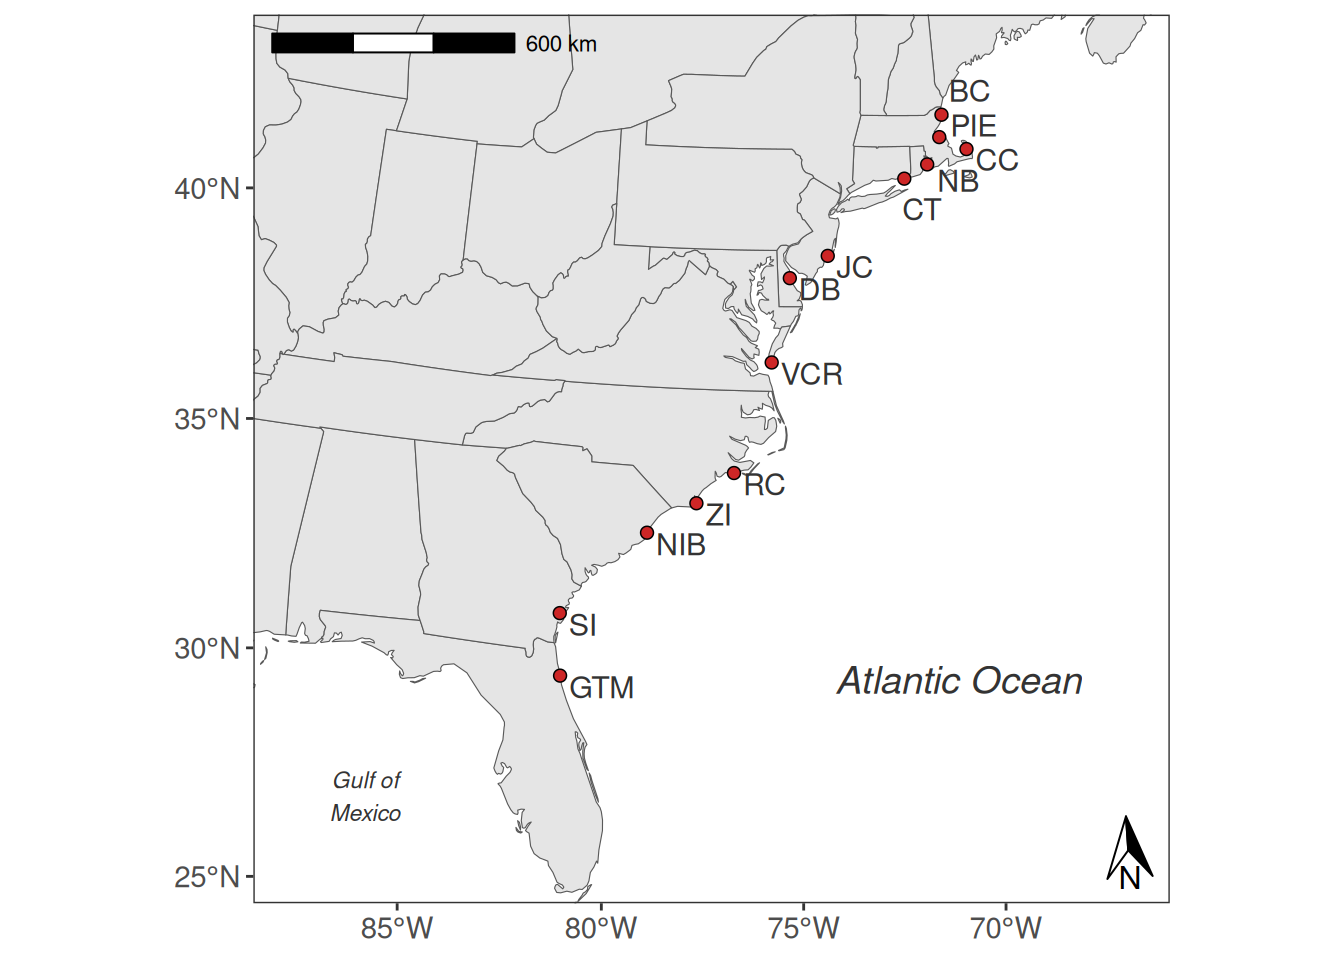 600 km
BC
PIE
CC
NB
CT
JC
DB
VCR
RC
ZI
NIB
SI
GTM
Atlantic Ocean
Gulf of
Mexico
N
40°N
35°N
30°N
25°N
85°W
80°W
75°W
70°W